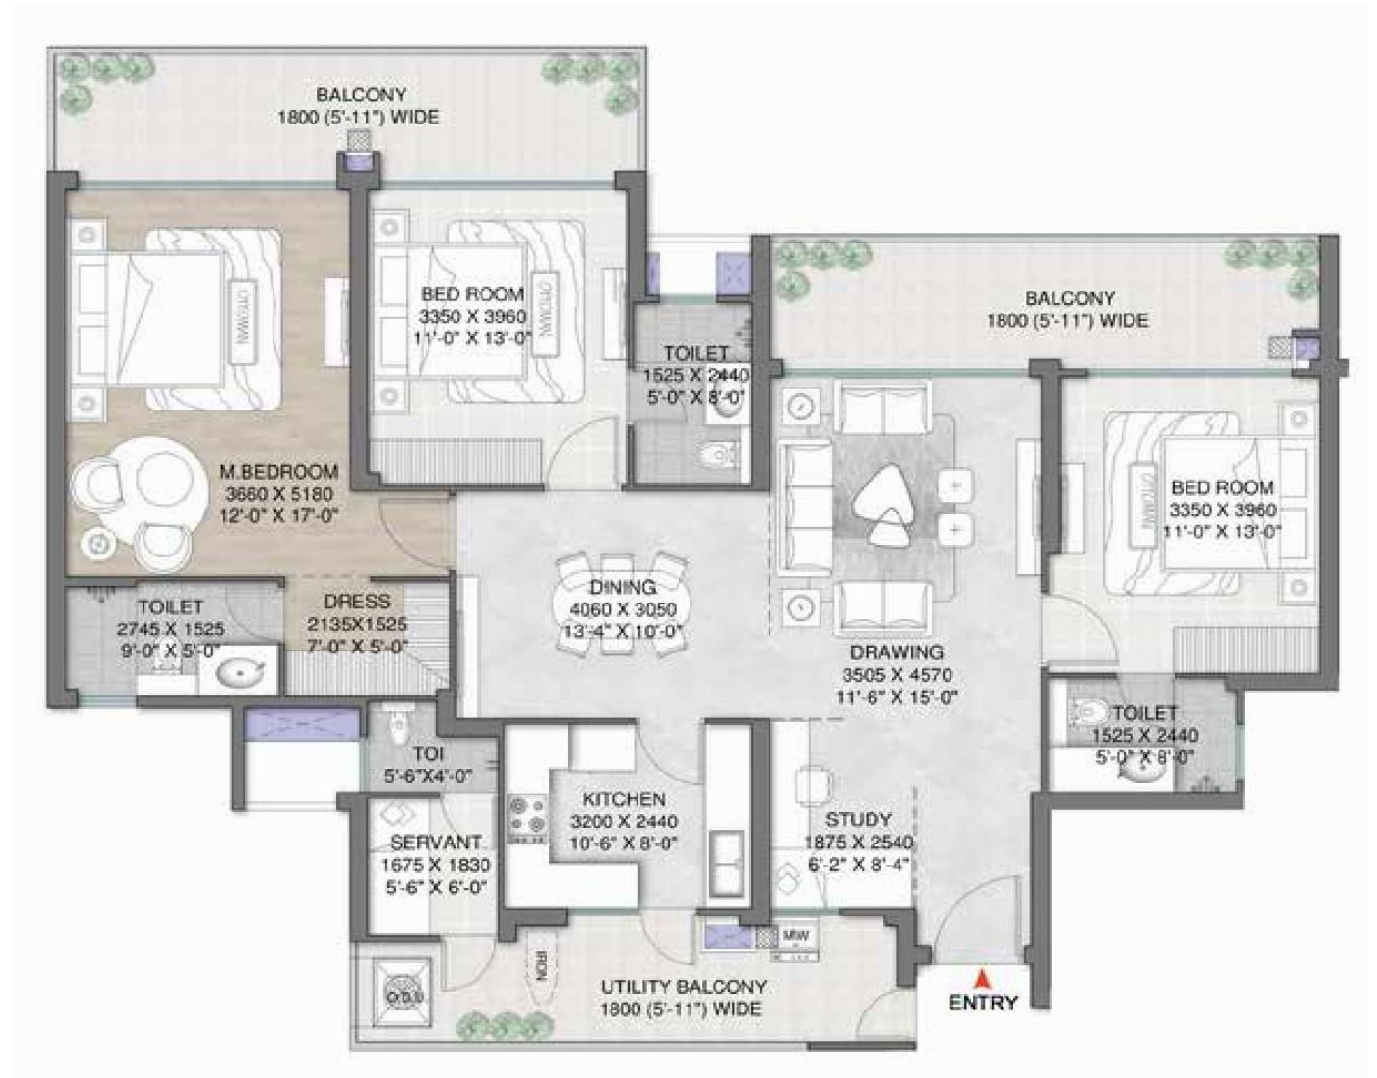 BALCONY
1800 (5'-11") WIDE
BED ROOM
3350 X 3960
11'-0" X 13'-0"
OTTOMAN
OTTOMAN
BALCONY
1800 (5'-11") WIDE
TOILET
1525 X 2440
5'-0" X 8'-0"
M.BEDROOM
3660 X 5180
12'-0" X 17'-0"
BED ROOM
3350 X 3960
11'-0" X 13'-0"
OTTOMAN
TOILET
2745 X 1525
9'-0" X 5'-0"
DRESS
2135X1525
7'-0" X 5'-0"
DINING
4060 X 3050
13'-4" X 10'-0"
DRAWING
3505 X 4570
11'-6" X 15'-0"
TOILET
1525 X 2440
5'-0" X 8'-0"
TOI
5'-6"X4'-0"
KITCHEN
3200 X 2440
10'-6" X 8'-0"
STUDY
1875 X 2540
6'-2" X 8'-4"
SERVANT
1675 X 1830
5'-6" X 6'-0"
MW
IRON
O.D.U
UTILITY BALCONY
1800 (5'-11") WIDE
ENTRY